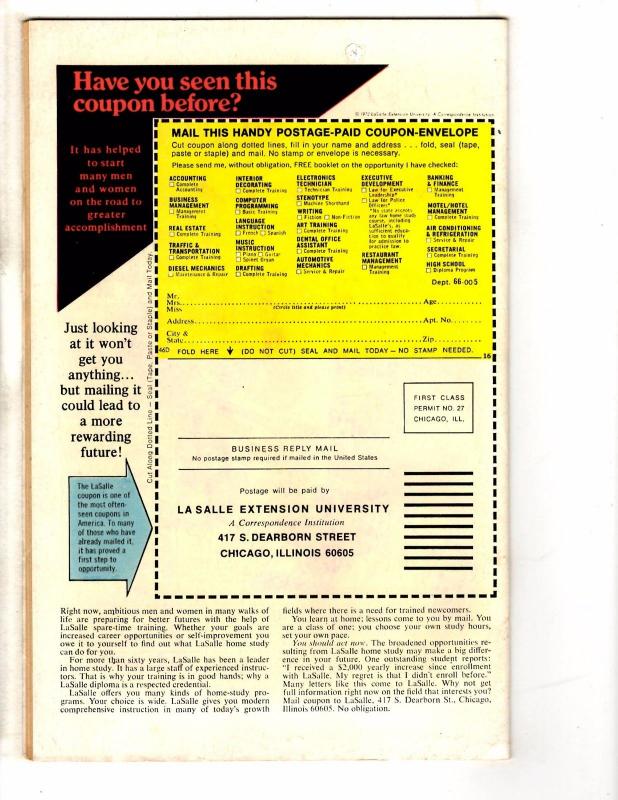 Have you seen this
coupon before?
© 1972 LaSalle Extension University. A Correspondence Institution
It has helped
to start
many men
and women
on the road to
greater
accomplishment
MAIL THIS HANDY POSTAGE-PAID COUPON-ENVELOPE
Cut coupon along dotted lines, fill in your name and address . . . fold, seal (tape,
paste or staple) and mail. No stamp or envelope is necessary.
Please send me, without obligation, FREE booklet on the opportunity I have checked:
ACCOUNTING
Complete
Accounting
BUSINESS
MANAGEMENT
Management
Training
REAL ESTATE
Complete Training
TRAFFIC &
TRANSPORTATION
Complete Training
DIESEL MECHANICS
Maintenance & Repair
INTERIOR
DECORATING
Complete Training
COMPUTER
PROGRAMMING
Basic Training
LANGUAGE
INSTRUCTION
French Spanish
MUSIC
INSTRUCTION
Piano Guitar
Spinet Organ
DRAFTING
Complete Training
ELECTRONICS
TECHNICIAN
Technician Training
STENOTYPE
Machine Shorthand
WRITING
Fiction Non-Fiction
ART TRAINING
Complete Training
DENTAL OFFICE
ASSISTANT
Complete Training
AUTOMOTIVE
MECHANICS
Service & Repair
EXECUTIVE
DEVELOPMENT
Law for Executive
Leadership*
Law for Police
Officers*
*No state accepts
any law home study
course, including
LaSalle's, as
sufficient educa-
tion to qualify
for admission to
practice law.
RESTAURANT
MANAGEMENT
Management
Training
BANKING
& FINANCE
Management
Training
MOTEL/HOTEL
MANAGEMENT
Complete Training
AIR CONDITIONING
& REFRIGERATION
Service & Repair
SECRETARIAL
Complete Training
HIGH SCHOOL
Diploma Program
Dept. 66-005
Mr.
Mrs. Age
Miss (Circle title and please print)
Address Apt. No.
City &
State Zip
46D FOLD HERE (DO NOT CUT) SEAL AND MAIL TODAY — NO STAMP NEEDED. 16
Cut Along Dotted Line — Seal (Tape, Paste or Staple) and Mail Today.
Just looking
at it won't
get you
anything...
but mailing it
could lead to
a more
rewarding
future!
The LaSalle
coupon is one of
the most often-
seen coupons in
America. To many
of those who have
already mailed it,
it has proved a
first step to
opportunity.
FIRST CLASS
PERMIT NO. 27
CHICAGO, ILL.
BUSINESS REPLY MAIL
No postage stamp required if mailed in the United States
Postage will be paid by
LA SALLE EXTENSION UNIVERSITY
A Correspondence Institution
417 S. DEARBORN STREET
CHICAGO, ILLINOIS 60605
Right now, ambitious men and women in many walks of
life are preparing for better futures with the help of
LaSalle spare-time training. Whether your goals are
increased career opportunities or self-improvement you
owe it to yourself to find out what LaSalle home study
can do for you.
For more than sixty years, LaSalle has been a leader
in home study. It has a large staff of experienced instruc-
tors. That is why your training is in good hands; why a
LaSalle diploma is a respected credential.
LaSalle offers you many kinds of home-study pro-
grams. Your choice is wide. LaSalle gives you modern
comprehensive instruction in many of today's growth
fields where there is a need for trained newcomers.
You learn at home; lessons come to you by mail. You
are a class of one; you choose your own study hours,
set your own pace.
You should act now. The broadened opportunities re-
sulting from LaSalle home study may make a big differ-
ence in your future. One outstanding student reports:
"I received a $2,000 yearly increase since enrollment
with LaSalle. My regret is that I didn't enroll before."
Many letters like this come to LaSalle. Why not get
full information right now on the field that interests you?
Mail coupon to LaSalle, 417 S. Dearborn St., Chicago,
Illinois 60605. No obligation.